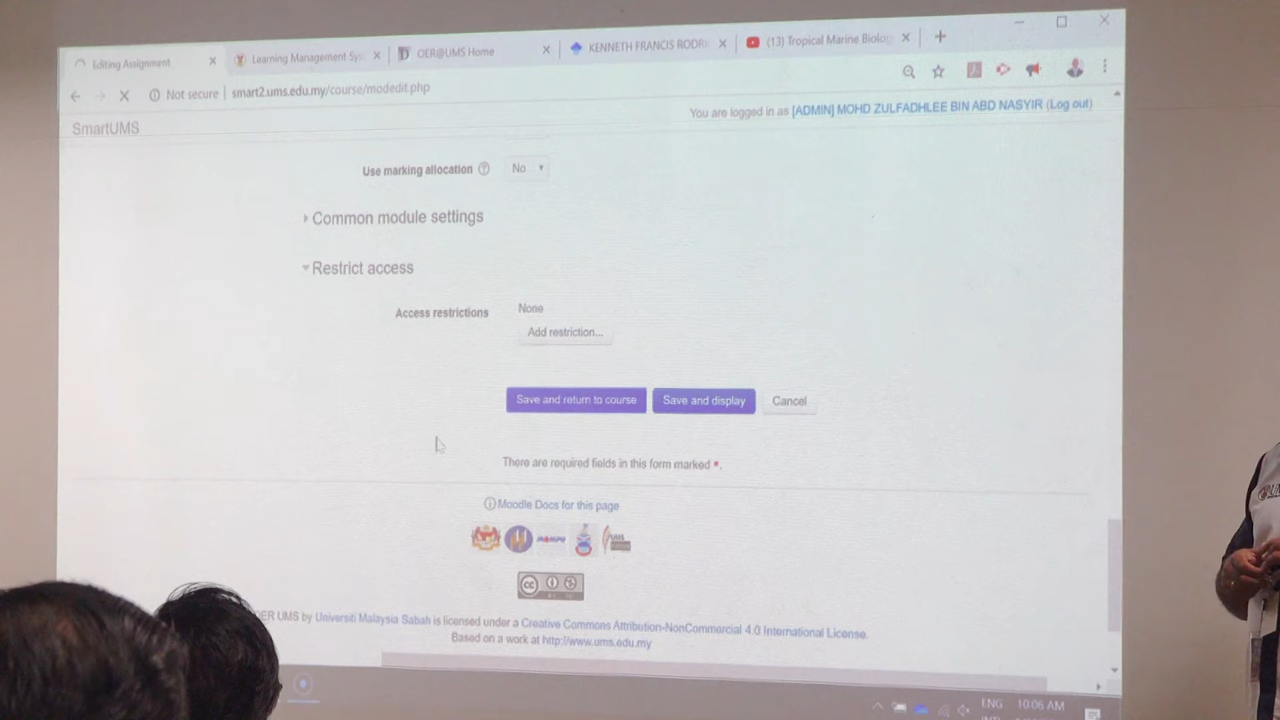 Editing Assignment
Learning Management Sys
OER@UMS Home
KENNETH FRANCIS RODRI
(13) Tropical Marine Biolog
Not secure | smart2.ums.edu.my/course/modedit.php
SmartUMS
You are logged in as [ADMIN] MOHD ZULFADHLEE BIN ABD NASYIR (Log out)
Use marking allocation
No
Common module settings
Restrict access
Access restrictions
None
Add restriction...
Save and return to course
Save and display
Cancel
There are required fields in this form marked *.
Moodle Docs for this page
cc
ER UMS by Universiti Malaysia Sabah is licensed under a Creative Commons Attribution-NonCommercial 4.0 International License.
Based on a work at http://www.ums.edu.my
ENG
10:06 AM